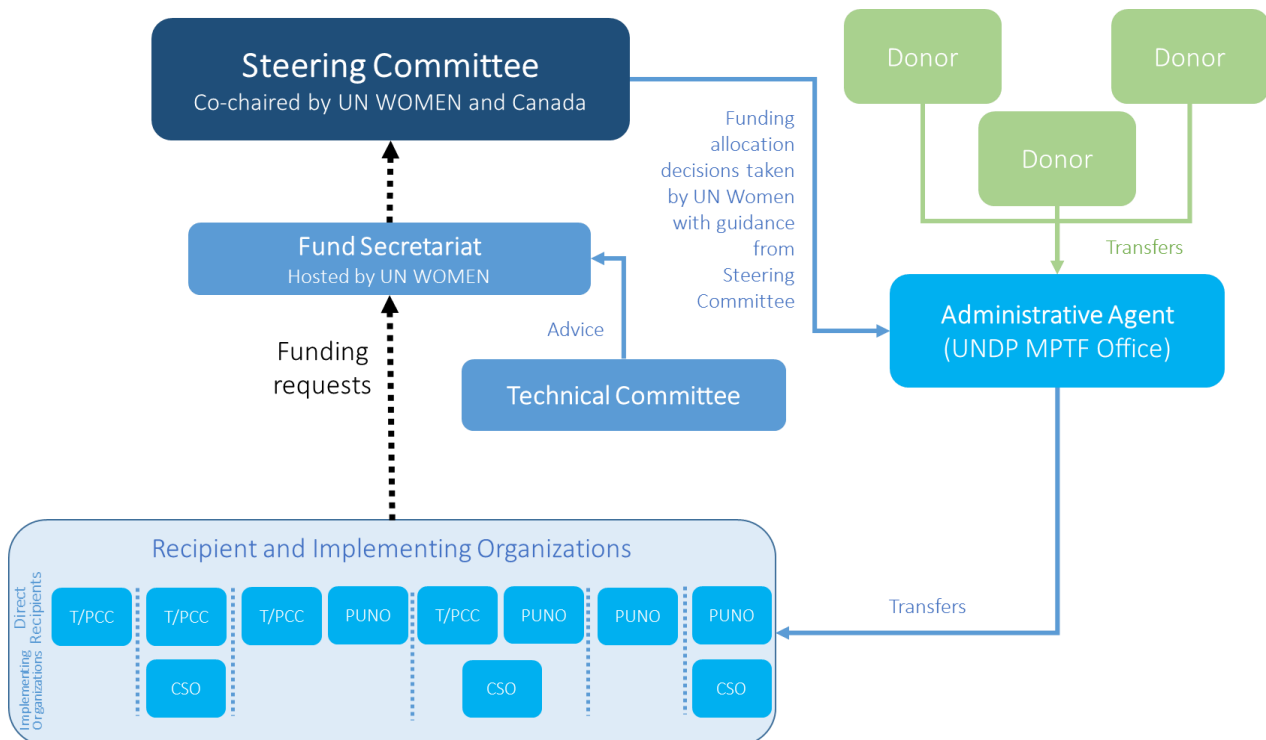 Steering Committee
Co-chaired by UN WOMEN and Canada
Donor
Donor
Donor
Funding
allocation
decisions taken
by UN Women
with guidance
from
Steering
Committee
Transfers
Fund Secretariat
Hosted by UN WOMEN
Administrative Agent
(UNDP MPTF Office)
Advice
Funding
requests
Technical Committee
Recipient and Implementing Organizations
Direct
Recipients
T/PCC
T/PCC
T/PCC
PUNO
T/PCC
PUNO
PUNO
PUNO
Transfers
Implementing
Organizations
CSO
CSO
CSO